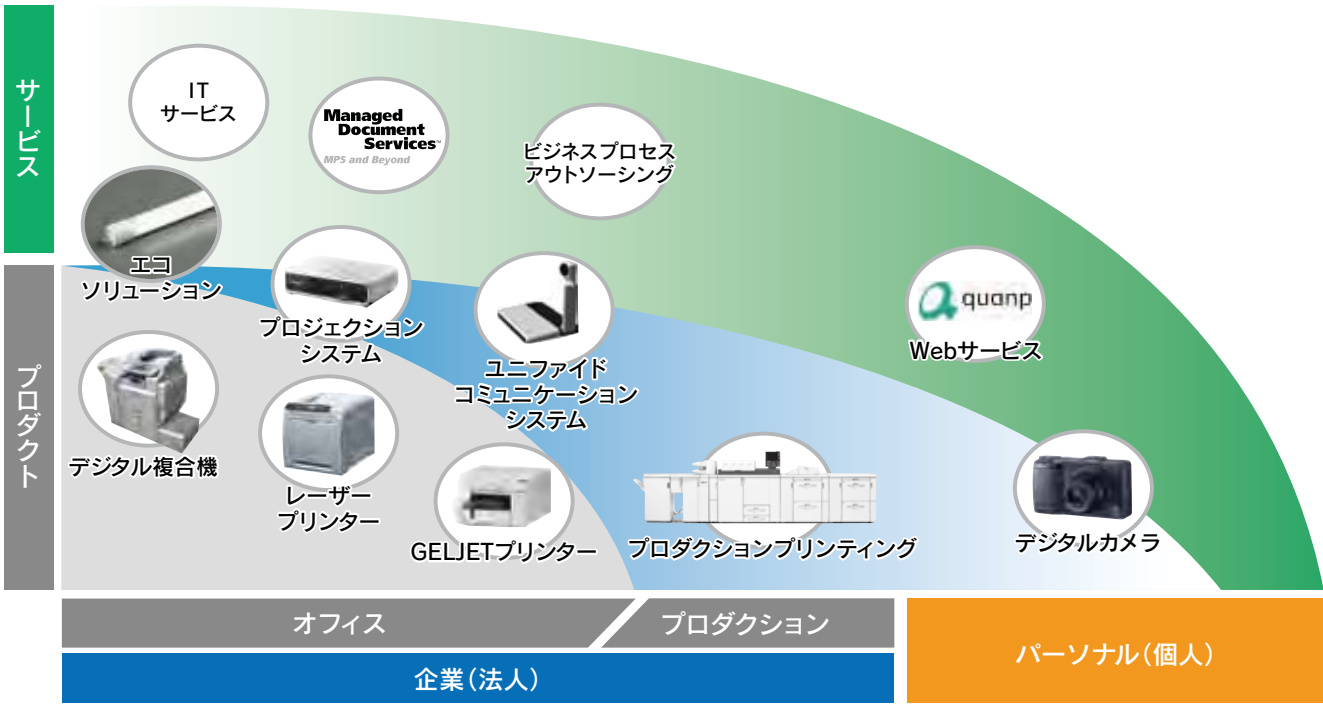 サービス
IT
サービス
Managed
Document
Services™
MPS and Beyond
ビジネスプロセス
アウトソーシング
エコ
ソリューション
プロジェクション
システム
ユニファイド
コミュニケーション
システム
quanp
Webサービス
プロダクト
デジタル複合機
レーザー
プリンター
GELJETプリンター
プロダクションプリンティング
デジタルカメラ
オフィス
プロダクション
パーソナル（個人）
企業（法人）